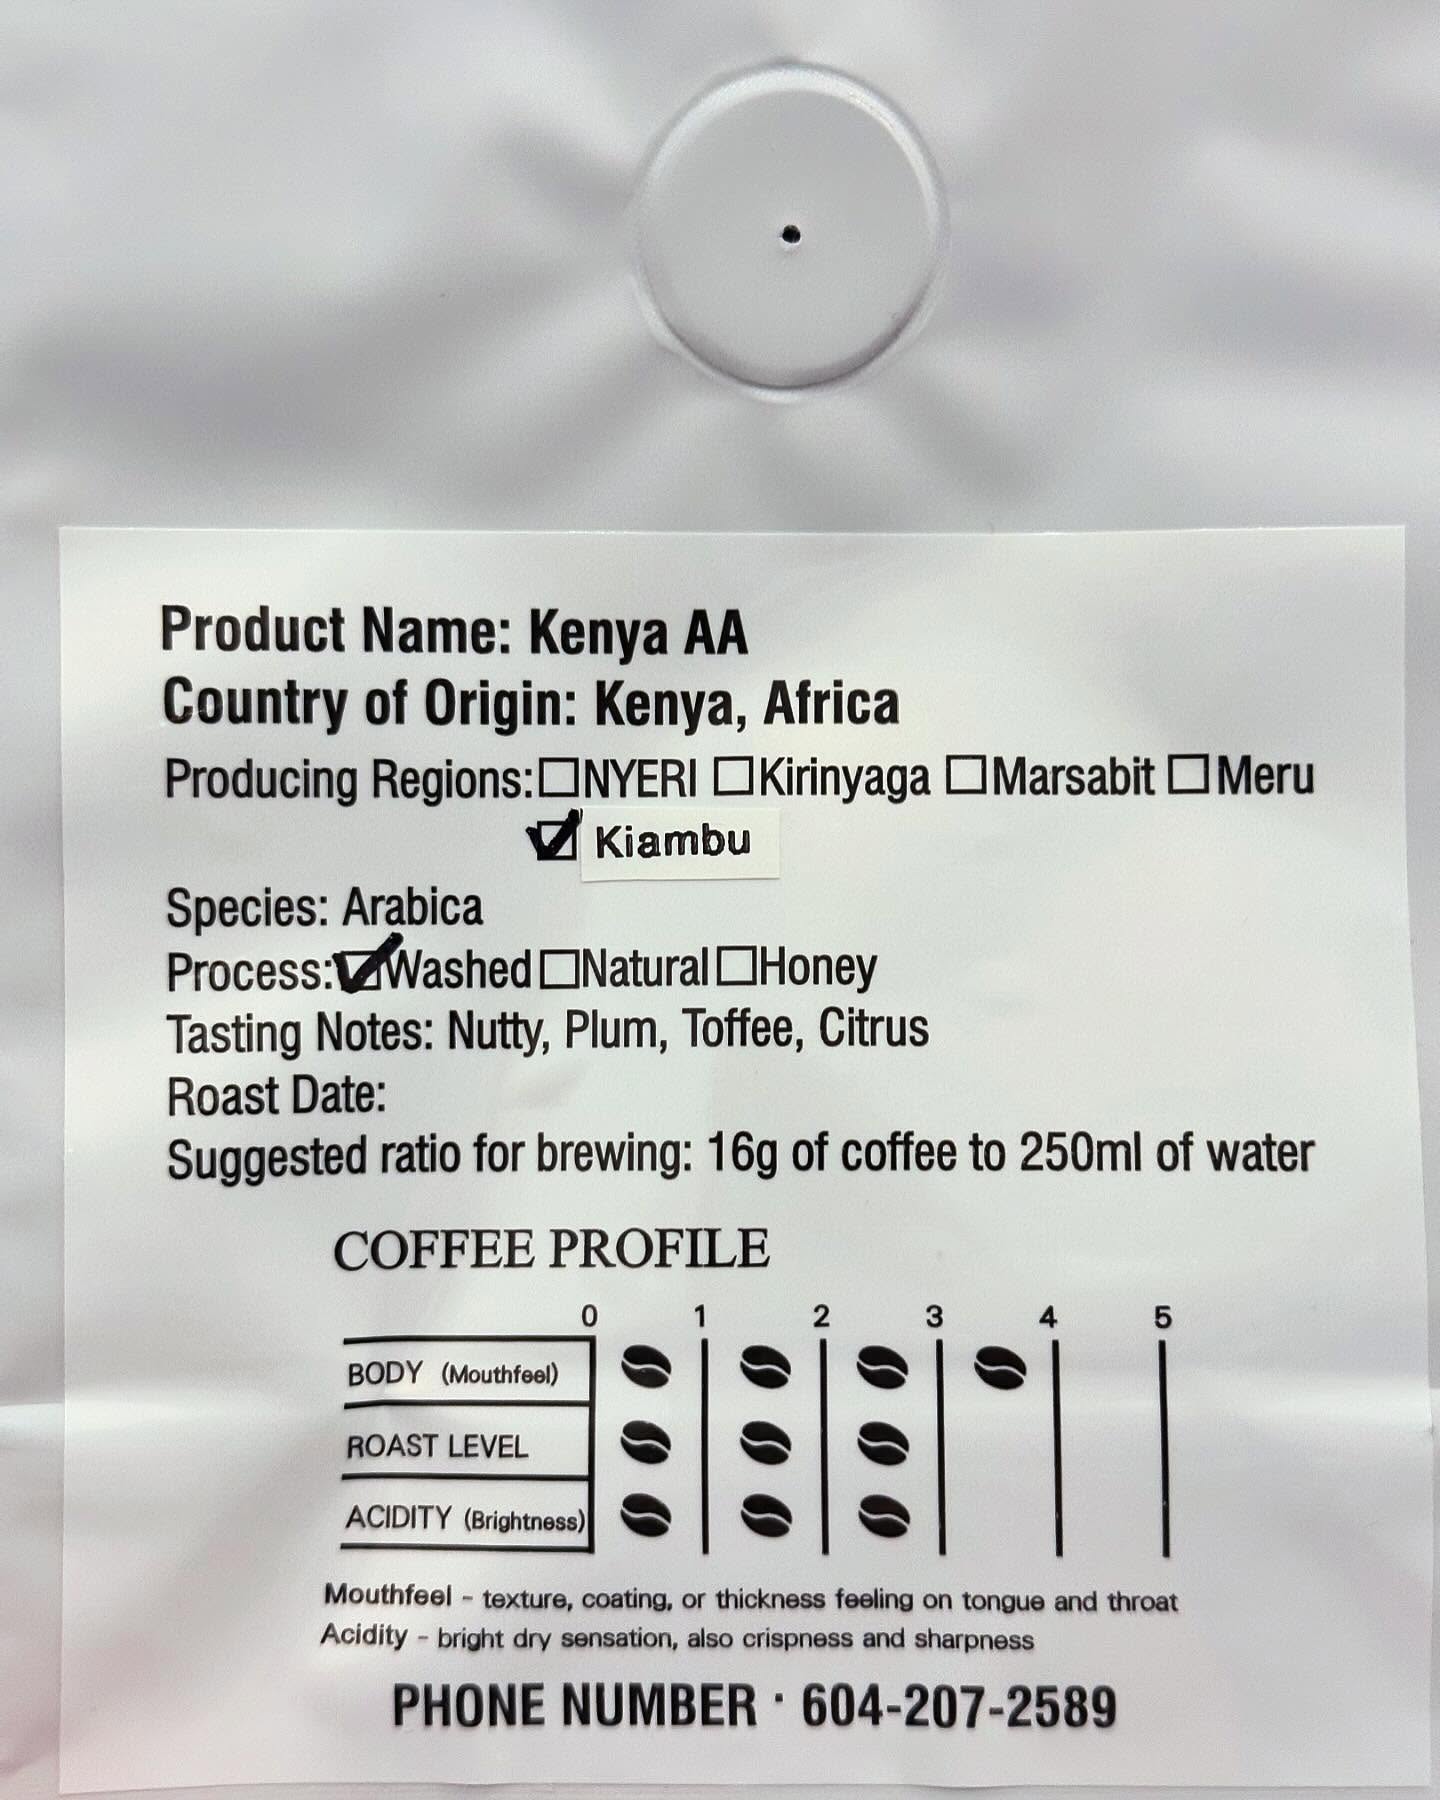 Product Name: Kenya AA
Country of Origin: Kenya, Africa
Producing Regions:☐NYERI ☐Kirinyaga ☐Marsabit ☐Meru
☑ Kiambu
Species: Arabica
Process:☑Washed☐Natural☐Honey
Tasting Notes: Nutty, Plum, Toffee, Citrus
Roast Date:
Suggested ratio for brewing: 16g of coffee to 250ml of water
COFFEE PROFILE
0 1 2 3 4 5
BODY (Mouthfeel)
ROAST LEVEL
ACIDITY (Brightness)
Mouthfeel - texture, coating, or thickness feeling on tongue and throat
Acidity - bright dry sensation, also crispness and sharpness
PHONE NUMBER · 604-207-2589